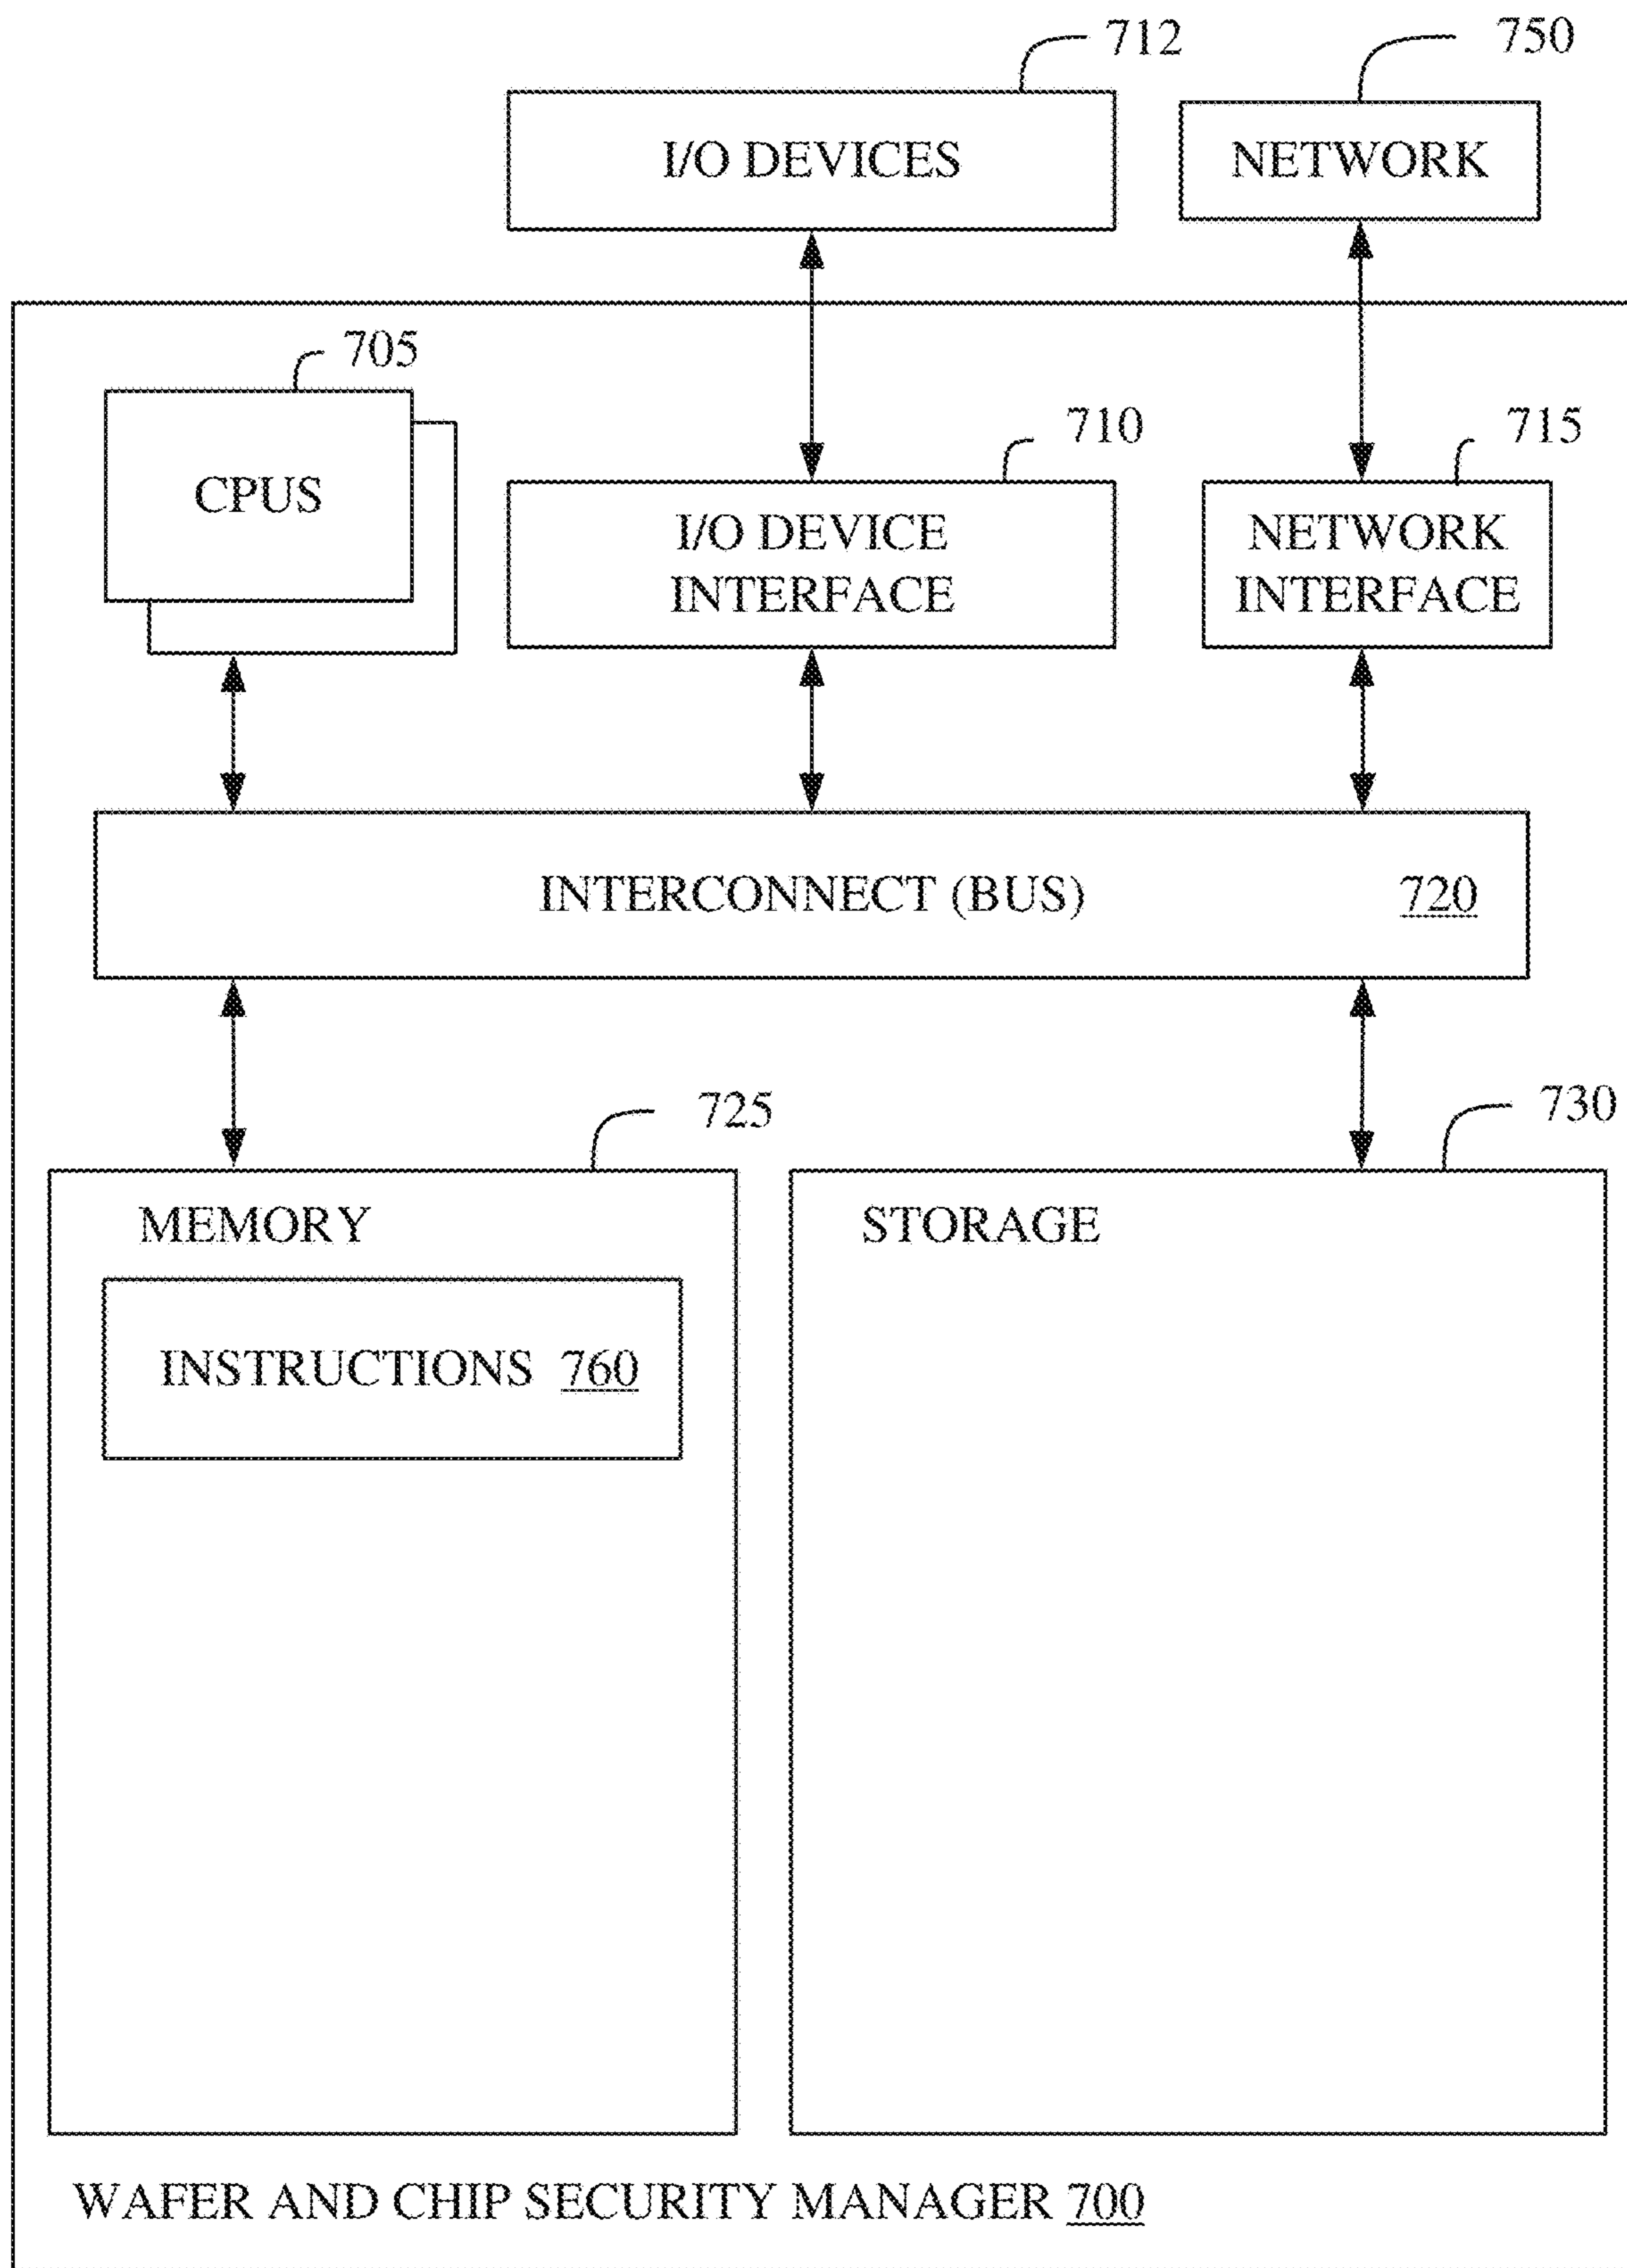 712
750
I/O DEVICES
NETWORK
705
710
715
CPUS
I/O DEVICE
INTERFACE
NETWORK
INTERFACE
INTERCONNECT (BUS) 720
725
730
MEMORY
STORAGE
INSTRUCTIONS 760
WAFER AND CHIP SECURITY MANAGER 700